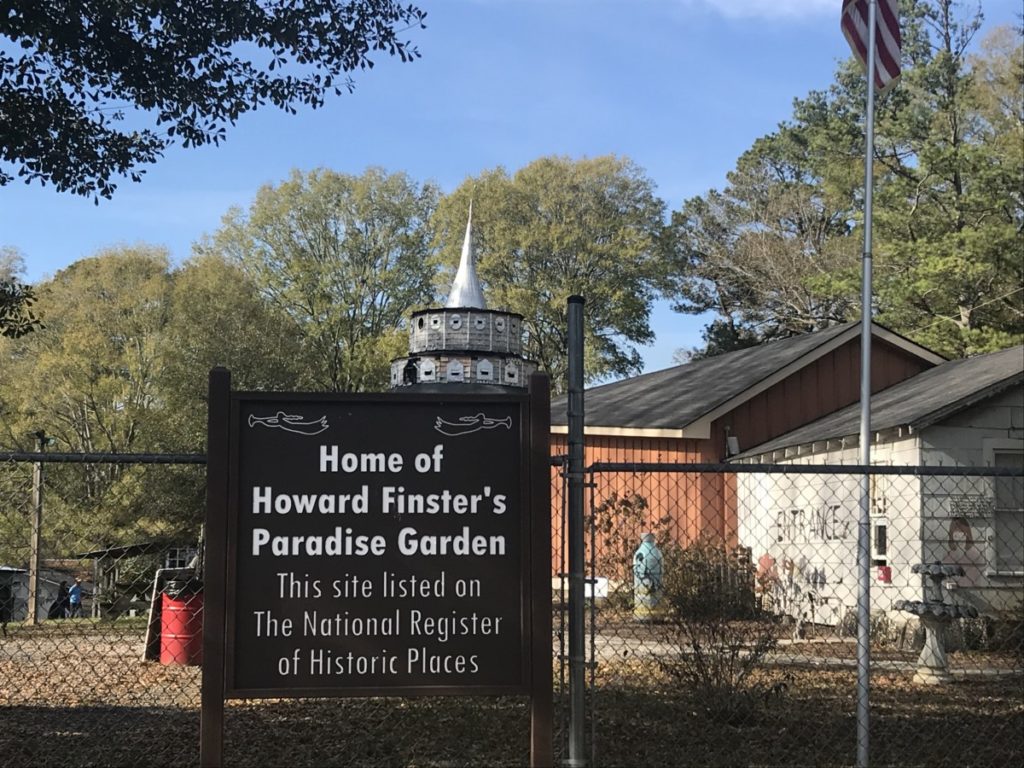 Home of
Howard Finster's
Paradise Garden
This site listed on
The National Register
of Historic Places
ENTRANCE